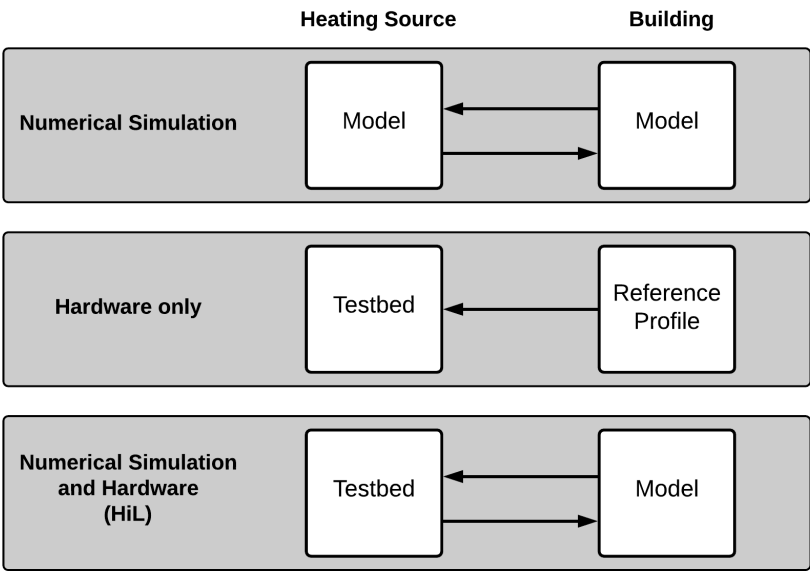 Heating Source
Building
Numerical Simulation
Model
Model
Hardware only
Testbed
Reference
Profile
Numerical Simulation
and Hardware
(HiL)
Testbed
Model